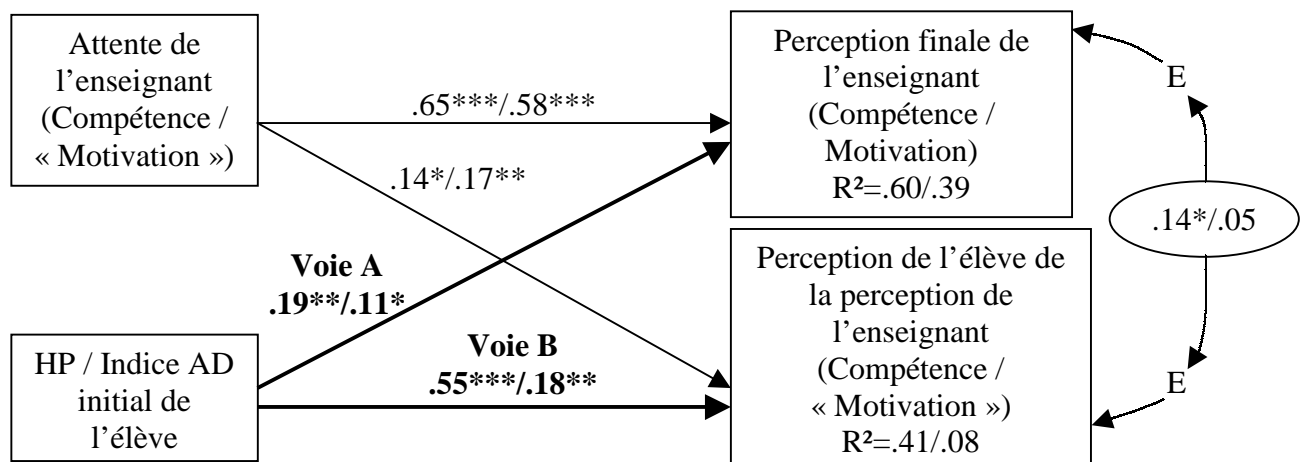 Attente de
l’enseignant
(Compétence /
« Motivation »)
.65***/.58***
.14*/.17**
Perception finale de
l’enseignant
(Compétence /
Motivation)
R²=.60/.39
E
.14*/.05
Voie A
.19**/.11*
HP / Indice AD
initial de
l’élève
Voie B
.55***/.18**
Perception de l’élève de
la perception de
l’enseignant
(Compétence /
« Motivation »)
R²=.41/.08
E